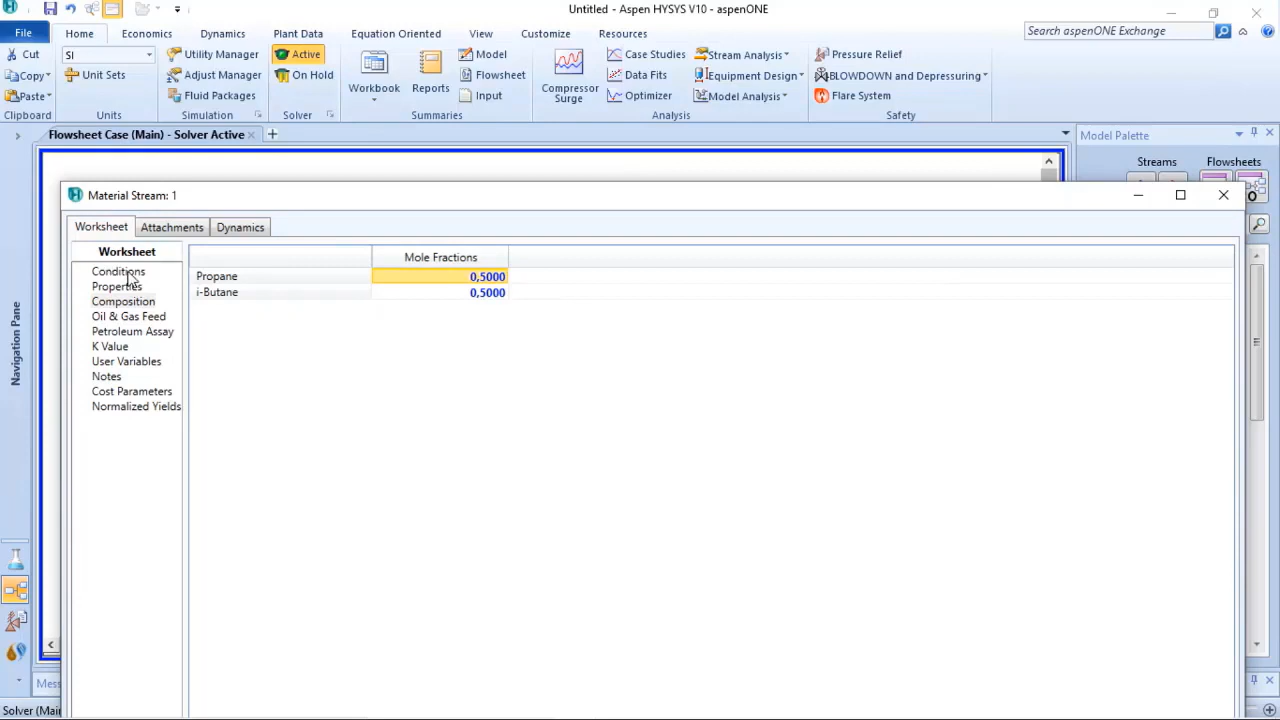 Untitled - Aspen HYSYS V10 - aspenONE
File
Home
Economics
Dynamics
Plant Data
Equation Oriented
View
Customize
Resources
Search aspenONE Exchange
Cut
SI
Utility Manager
Active
Model
Case Studies
Stream Analysis
Pressure Relief
Copy
Unit Sets
Adjust Manager
On Hold
Workbook
Reports
Flowsheet
Compressor
Surge
Data Fits
Equipment Design
BLOWDOWN and Depressuring
Paste
Fluid Packages
Input
Optimizer
Model Analysis
Flare System
Clipboard
Units
Simulation
Solver
Summaries
Analysis
Safety
Flowsheet Case (Main) - Solver Active
Model Palette
Streams
Flowsheets
Navigation Pane
Material Stream: 1
Worksheet
Attachments
Dynamics
Worksheet
Conditions
Properties
Composition
Oil & Gas Feed
Petroleum Assay
K Value
User Variables
Notes
Cost Parameters
Normalized Yields
Mole Fractions
Propane
0,5000
i-Butane
0,5000
Mess
Solver (Mai